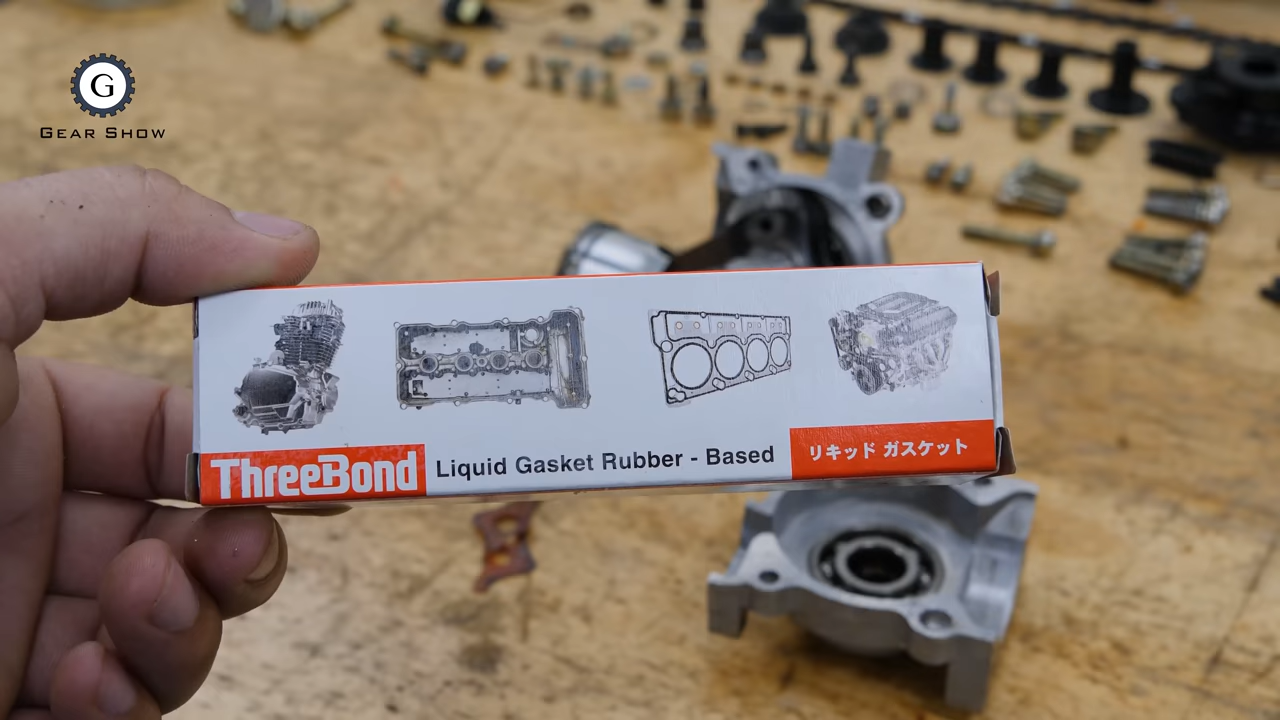 G
GEAR SHOW
ThreeBond
Liquid Gasket Rubber - Based
リキッド ガスケット